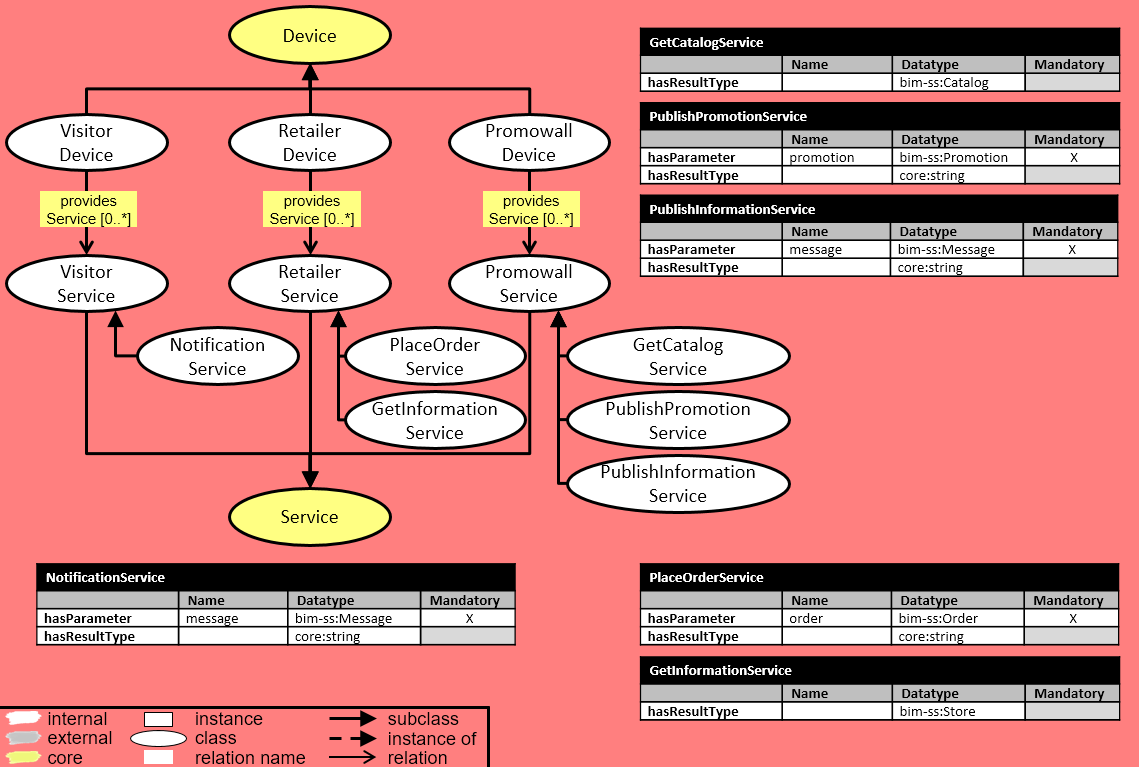 Device
Visitor
Device
Retailer
Device
Promowall
Device
provides
Service [0..*]
provides
Service [0..*]
provides
Service [0..*]
Visitor
Service
Retailer
Service
Promowall
Service
Notification
Service
PlaceOrder
Service
GetInformation
Service
GetCatalog
Service
PublishPromotion
Service
PublishInformation
Service
Service
GetCatalogService
Name Datatype Mandatory
hasResultType bim-ss:Catalog
PublishPromotionService
Name Datatype Mandatory
hasParameter promotion bim-ss:Promotion X
hasResultType core:string
PublishInformationService
Name Datatype Mandatory
hasParameter message bim-ss:Message X
hasResultType core:string
NotificationService
Name Datatype Mandatory
hasParameter message bim-ss:Message X
hasResultType core:string
PlaceOrderService
Name Datatype Mandatory
hasParameter order bim-ss:Order X
hasResultType core:string
GetInformationService
Name Datatype Mandatory
hasResultType bim-ss:Store
internal instance subclass
external class instance of
core relation name relation